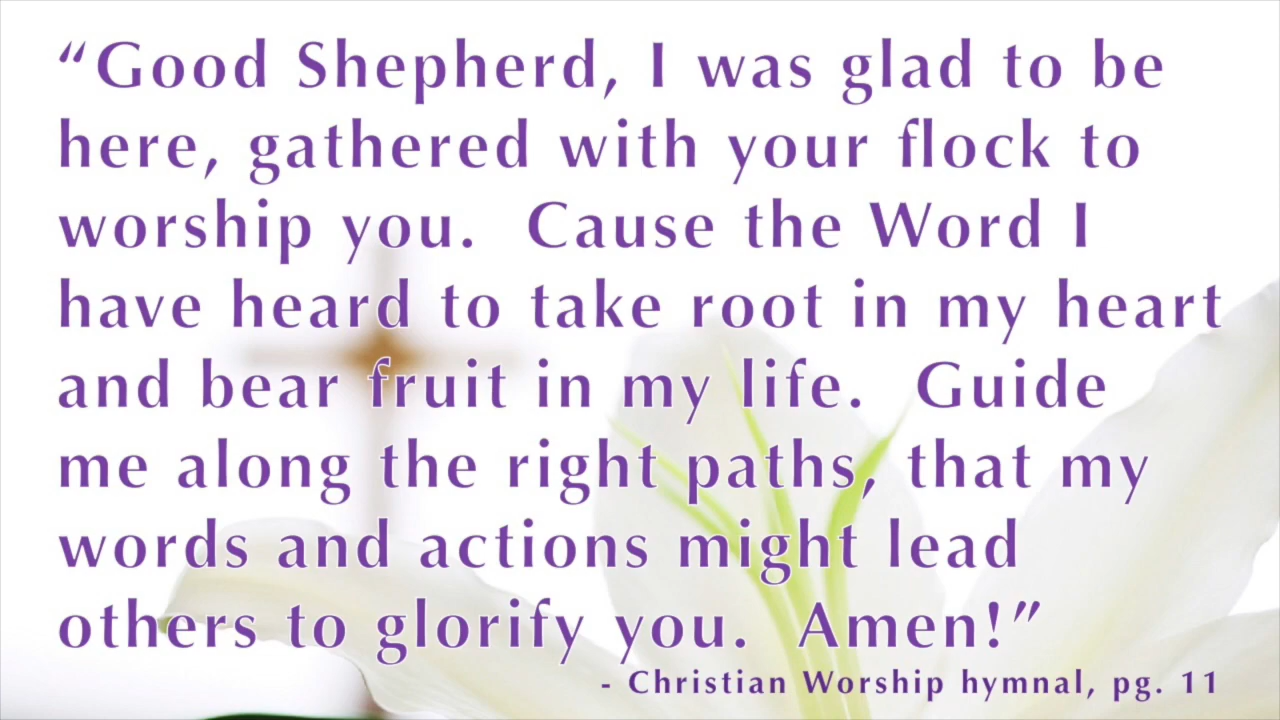 “Good Shepherd, I was glad to be
here, gathered with your flock to
worship you.  Cause the Word I
have heard to take root in my heart
and bear fruit in my life.  Guide
me along the right paths, that my
words and actions might lead
others to glorify you.  Amen!”
- Christian Worship hymnal, pg. 11